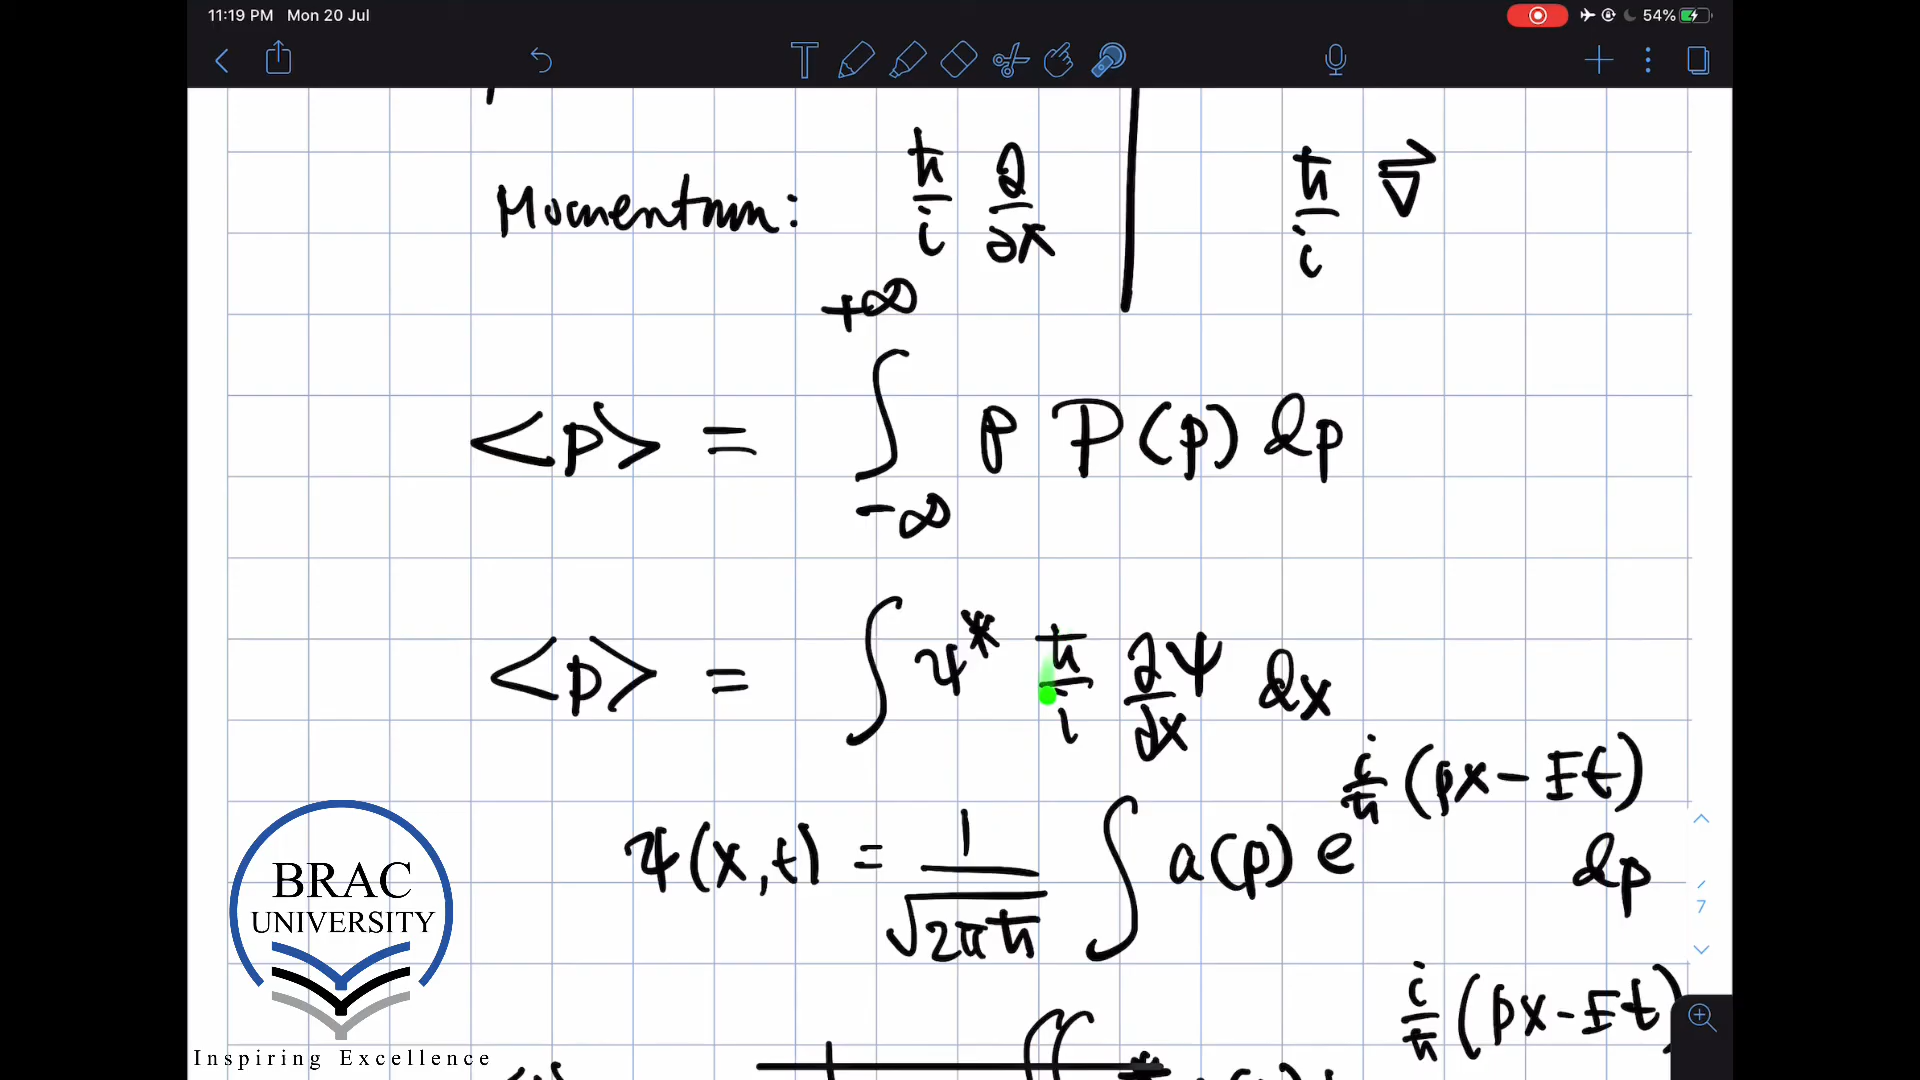 11:19 PM Mon 20 Jul 54%
Momentum: ħ/i ∂/∂x | ħ/i ∇⃗
<p> = ∫_{-∞}^{+∞} p P(p) dp
<p> = ∫ ψ* ħ/i ∂ψ/∂x dx
ψ(x,t) = 1/√(2πħ) ∫ a(p) e^{i/ħ (px - Et)} dp
i/ħ (px - Et)
7
BRAC
UNIVERSITY
Inspiring Excellence